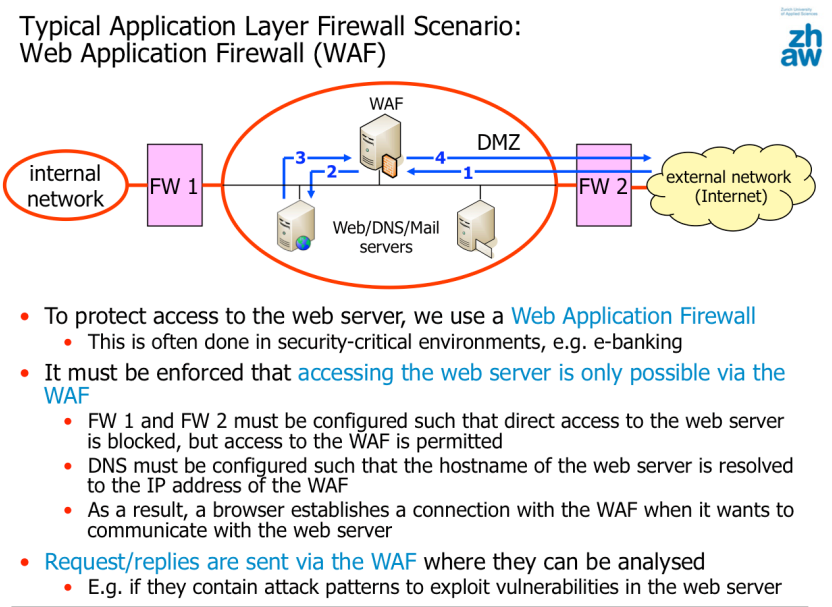 Typical Application Layer Firewall Scenario:
Web Application Firewall (WAF)
Zurich University
of Applied Sciences
zh
aw
WAF
3
4
DMZ
2
1
internal
network
FW 1
FW 2
external network
(Internet)
Web/DNS/Mail
servers
• To protect access to the web server, we use a Web Application Firewall
• This is often done in security-critical environments, e.g. e-banking
• It must be enforced that accessing the web server is only possible via the
WAF
• FW 1 and FW 2 must be configured such that direct access to the web server
is blocked, but access to the WAF is permitted
• DNS must be configured such that the hostname of the web server is resolved
to the IP address of the WAF
• As a result, a browser establishes a connection with the WAF when it wants to
communicate with the web server
• Request/replies are sent via the WAF where they can be analysed
• E.g. if they contain attack patterns to exploit vulnerabilities in the web server